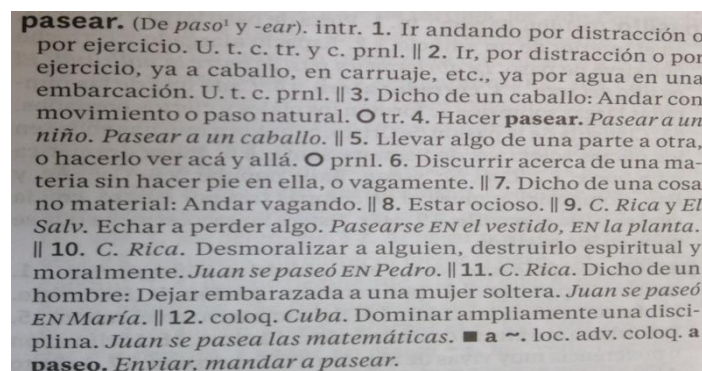 pasear. (De paso¹ y -ear). intr. 1. Ir andando por distracción o
por ejercicio. U. t. c. tr. y c. prnl. || 2. Ir, por distracción o por
ejercicio, ya a caballo, en carruaje, etc., ya por agua en una
embarcación. U. t. c. prnl. || 3. Dicho de un caballo: Andar con
movimiento o paso natural. O tr. 4. Hacer pasear. Pasear a un
niño. Pasear a un caballo. || 5. Llevar algo de una parte a otra,
o hacerlo ver acá y allá. O prnl. 6. Discurrir acerca de una ma-
teria sin hacer pie en ella, o vagamente. || 7. Dicho de una cosa
no material: Andar vagando. || 8. Estar ocioso. || 9. C. Rica y El
Salv. Echar a perder algo. Pasearse EN el vestido, EN la planta.
|| 10. C. Rica. Desmoralizar a alguien, destruirlo espiritual y
moralmente. Juan se paseó EN Pedro. || 11. C. Rica. Dicho de un
hombre: Dejar embarazada a una mujer soltera. Juan se paseó
EN María. || 12. coloq. Cuba. Dominar ampliamente una disci-
plina. Juan se pasea las matemáticas. ■ a ~. loc. adv. coloq. a
paseo. Enviar, mandar a pasear.